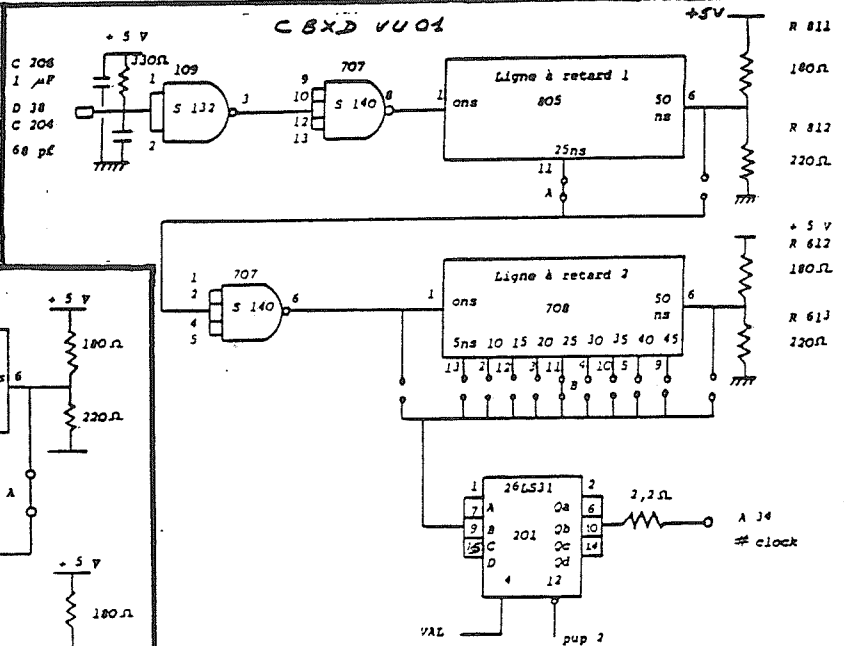 CBXD VU01
+5V
+ 5 V
R 811
C 206
1 µF
330Ω
180Ω
D 38
C 204
68 pf
1
2
109
S 132
3
707
9
10
12
13
S 140
8
1
Ligne à retard 1
ons
805
50
ns
6
25ns
11
A
R 812
220Ω
+ 5 V
R 612
180Ω
707
1
2
4
5
S 140
6
1
Ligne à retard 2
ons
708
50
ns
6
5ns 10 15 20 25 30 35 40 45
13 2 12 3 11 4 10 5 9
B
R 613
220Ω
+ 5 V
180Ω
s 6
220Ω
A
+ 5 V
180Ω
26LS31
201
1
7
9
15
A
B
C
D
Qa
Qb
Qc
Qd
2
6
10
14
4
12
2,2Ω
A 34
# clock
VAL
pup 2